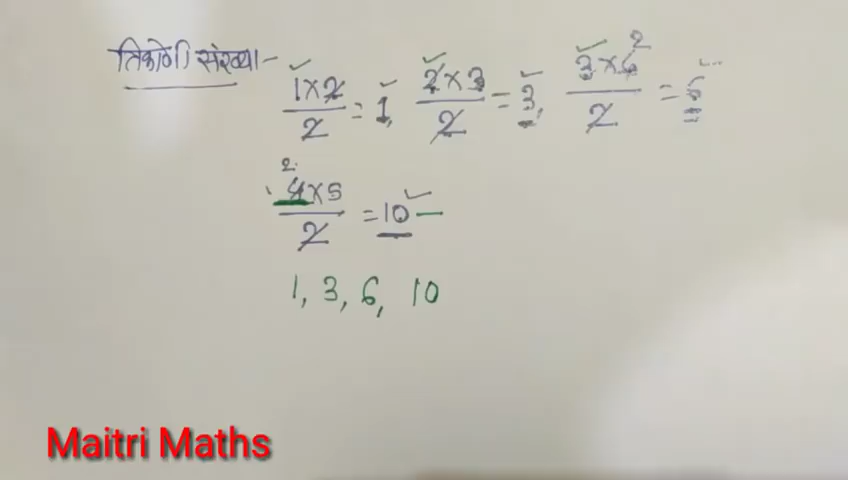 त्रिकोणी संख्या - 1×2/2 = 1, 2×3/2 = 3, 3×4/2 = 6
4×5/2 = 10 -
1, 3, 6, 10
Maitri Maths